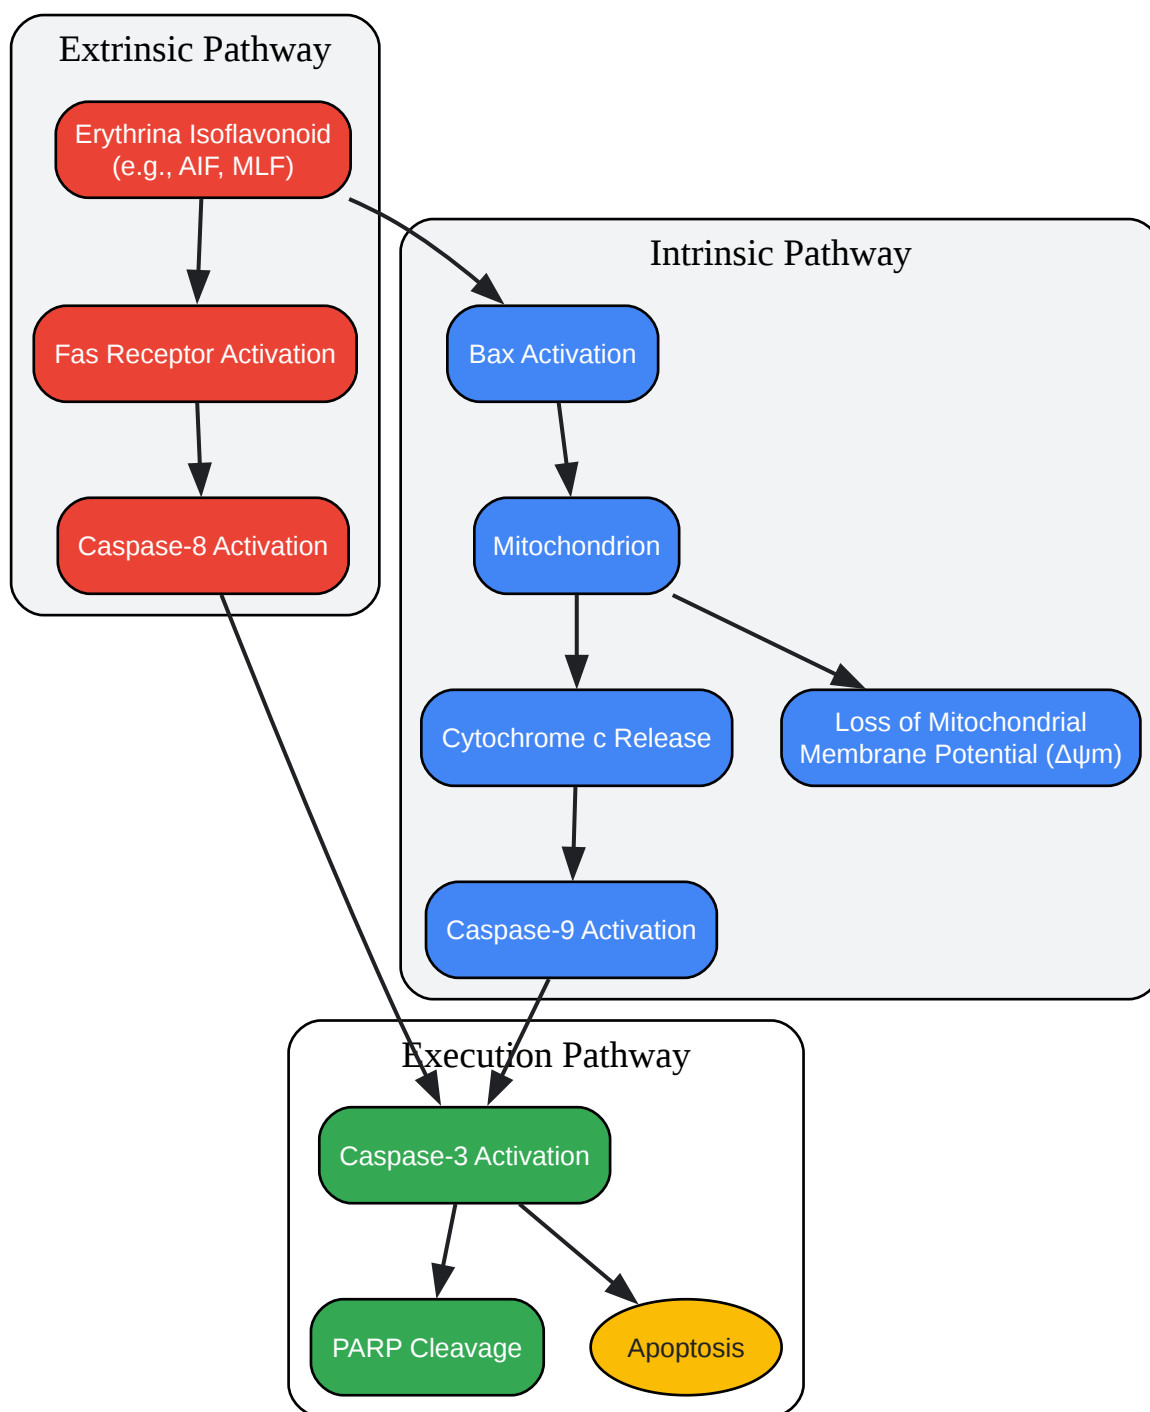 Extrinsic Pathway
Erythrina Isoflavonoid
(e.g., AIF, MLF)
Fas Receptor Activation
Caspase-8 Activation
Intrinsic Pathway
Bax Activation
Mitochondrion
Cytochrome c Release
Loss of Mitochondrial
Membrane Potential (Δψm)
Caspase-9 Activation
Execution Pathway
Caspase-3 Activation
PARP Cleavage
Apoptosis